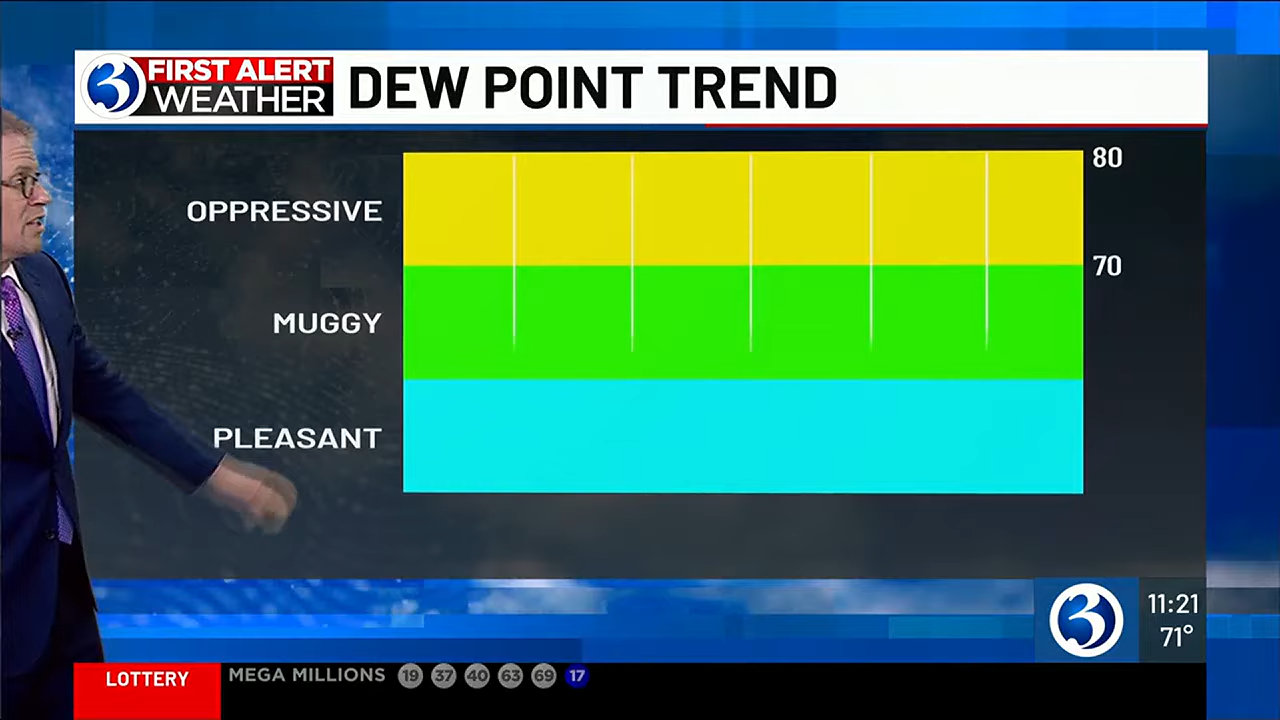 3 FIRST ALERT
WEATHER
DEW POINT TREND
80
OPPRESSIVE
70
MUGGY
PLEASANT
3
11:21
71°
LOTTERY
MEGA MILLIONS 19 37 40 63 69 17